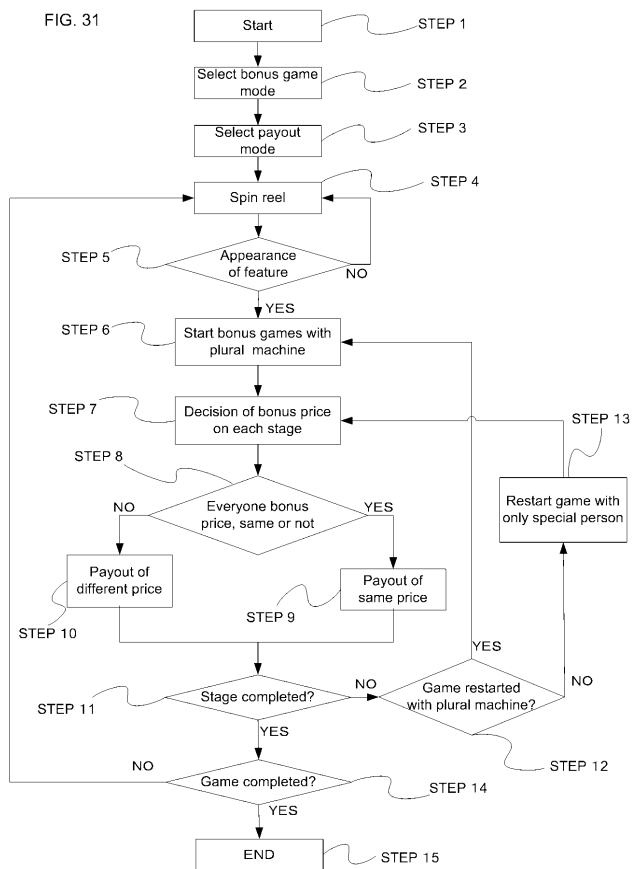 FIG. 31
Start
STEP 1
Select bonus game
mode
STEP 2
Select payout
mode
STEP 3
Spin reel
STEP 4
STEP 5
Appearance
of feature
NO
YES
STEP 6
Start bonus games with
plural machine
STEP 7
Decision of bonus price
on each stage
STEP 13
Restart game with
only special person
STEP 8
Everyone bonus
price, same or not
NO
YES
Payout of
different price
STEP 10
Payout of
same price
STEP 9
YES
Stage completed?
STEP 11
NO
YES
Game restarted
with plural machine?
NO
STEP 12
NO
Game completed?
STEP 14
YES
END
STEP 15